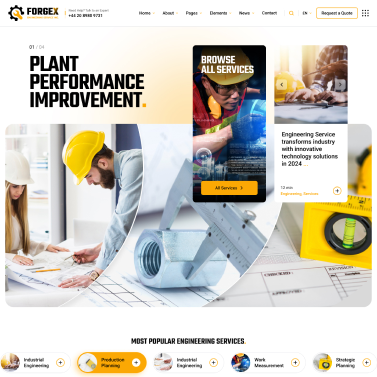 FORGEX
Need Help? Talk to an Expert
+44 20 8980 9731
Home
About
Pages
Elements
News
Contact
EN
Request a Quote
01 / 04
PLANT
PERFORMANCE
IMPROVEMENT.
BROWSE
ALL SERVICES
All Services
Engineering Service
transforms industry
with innovative
technology solutions
in 2024 ...
12 min
Engineering, Services
MOST POPULAR ENGINEERING SERVICES
Industrial
Engineering
Production
Planning
Industrial
Engineering
Work
Measurement
Strategic
Planning